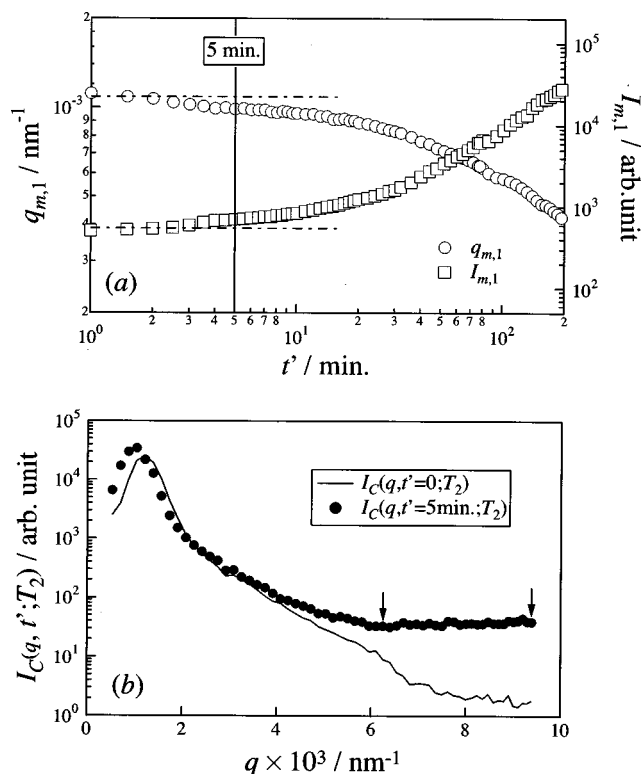 2
10^-3
9
8
7
6
5
4
3
2
q_m,1 / nm^-1
5 min.
10^5
10^4
10^3
10^2
I_m,1 / arb.unit
q_m,1
I_m,1
(a)
10^0 2 3 4 5 6 7 8 10^1 2 3 4 5 6 7 8 10^2 2
t' / min.
10^5
10^4
10^3
10^2
10^1
10^0
I_C(q, t';T_2) / arb. unit
I_C(q,t'=0;T_2)
I_C(q,t'=5min.;T_2)
(b)
0 2 4 6 8 10
q × 10^3 / nm^-1